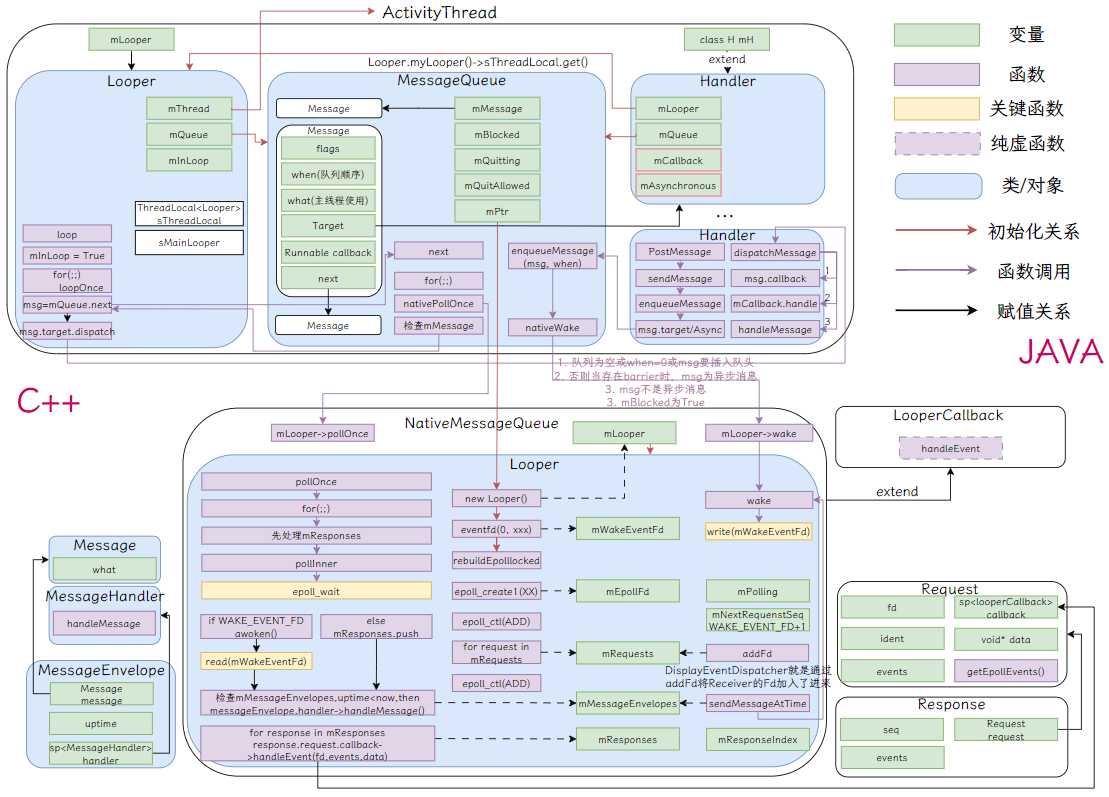 ActivityThread
mLooper
class H mH
extend
Looper.myLooper()->sThreadLocal.get()
Looper
mThread
mQueue
mInLoop
ThreadLocal<Looper>
sThreadLocal
sMainLooper
loop
mInLoop = True
for(;;)
loopOnce
msg=mQueue.next
msg.target.dispatch
MessageQueue
Message
Message
flags
when(队列顺序)
what(主线程使用)
Target
Runnable callback
next
Message
mMessage
mBlocked
mQuitting
mQuitAllowed
mPtr
next
for(;;)
nativePollOnce
检查mMessage
enqueueMessage
(msg, when)
nativeWake
Handler
mLooper
mQueue
mCallback
mAsynchronous
...
Handler
PostMessage
sendMessage
enqueueMessage
msg.target/Async
dispatchMessage
msg.callback
mCallback.handle
handleMessage
1
2
3
变量
函数
关键函数
纯虚函数
类/对象
初始化关系
函数调用
赋值关系
JAVA
C++
1. 队列为空或when=0或msg要插入队头
2. 否则当存在barrier时，msg为异步消息
3. msg不是异步消息
3. mBlocked为True
NativeMessageQueue
mLooper->pollOnce
mLooper
mLooper->wake
Looper
pollOnce
for(;;)
先处理mResponses
pollInner
epoll_wait
if WAKE_EVENT_FD
awoken()
else
mResponses.push
read(mWakeEventFd)
检查mMessageEnvelopes,uptime<now,then
messageEnvelope.handler->handleMessage()
for response in mResponses
response.request.callback-
>handleEvent(fd,events,data)
new Looper()
eventfd(0, xxx)
rebuildEpolllocked
epoll_create1(XX)
epoll_ctl(ADD)
for request in
mRequests
epoll_ctl(ADD)
mWakeEventFd
mEpollFd
mRequests
mMessageEnvelopes
mResponses
wake
write(mWakeEventFd)
mPolling
mNextRequenstSeq
WAKE_EVENT_FD+1
addFd
DisplayEventDispatcher就是通过
addFd将Receiver的Fd加入了进来
sendMessageAtTime
mResponseIndex
LooperCallback
handleEvent
extend
Message
what
MessageHandler
handleMessage
MessageEnvelope
Message
message
uptime
sp<MessageHandler>
handler
Request
fd
sp<looperCallback>
callback
ident
void* data
events
getEpollEvents()
Response
seq
Request
request
events